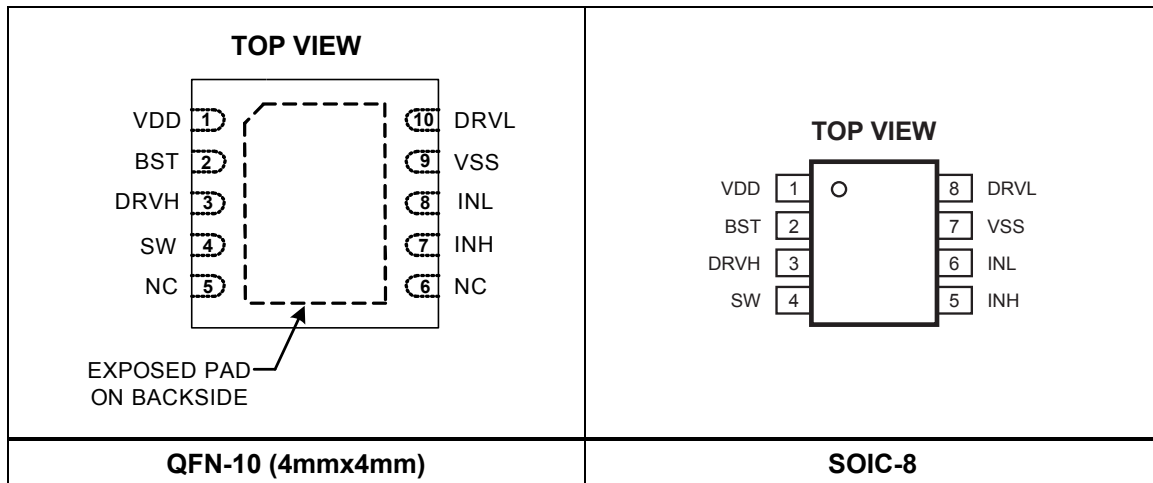 TOP VIEW
VDD 1 10 DRVL
BST 2 9 VSS
DRVH 3 8 INL
SW 4 7 INH
NC 5 6 NC
EXPOSED PAD
ON BACKSIDE
TOP VIEW
VDD 1 8 DRVL
BST 2 7 VSS
DRVH 3 6 INL
SW 4 5 INH
QFN-10 (4mmx4mm)
SOIC-8